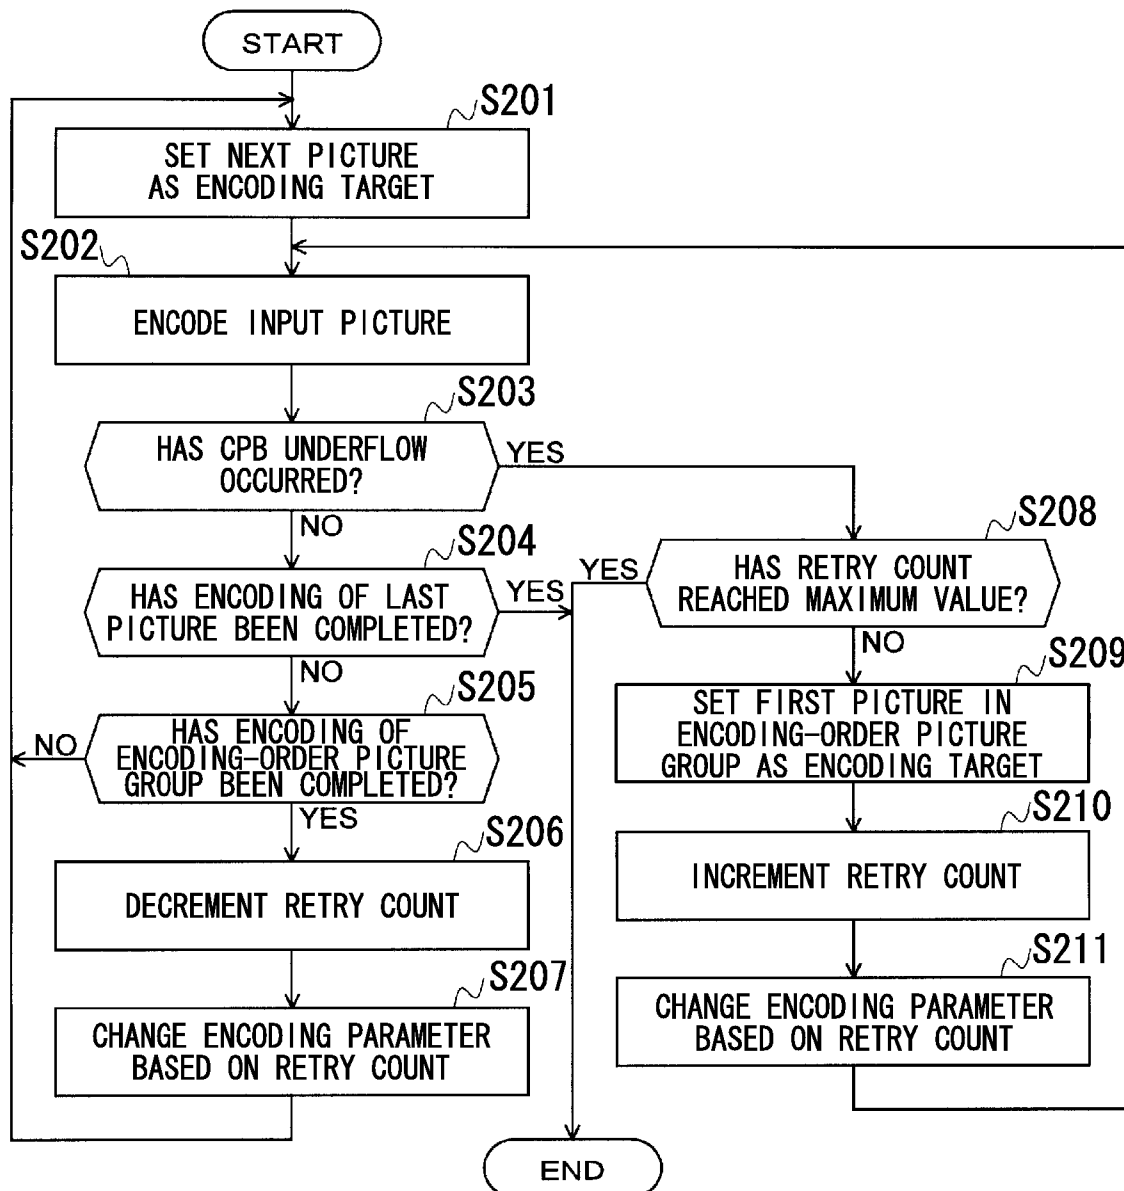 START
S201
SET NEXT PICTURE
AS ENCODING TARGET
S202
ENCODE INPUT PICTURE
S203
HAS CPB UNDERFLOW
OCCURRED?
YES
NO
S204
HAS ENCODING OF LAST
PICTURE BEEN COMPLETED?
YES
NO
S205
HAS ENCODING OF
ENCODING-ORDER PICTURE
GROUP BEEN COMPLETED?
NO
YES
S206
DECREMENT RETRY COUNT
S207
CHANGE ENCODING PARAMETER
BASED ON RETRY COUNT
S208
HAS RETRY COUNT
REACHED MAXIMUM VALUE?
YES
NO
S209
SET FIRST PICTURE IN
ENCODING-ORDER PICTURE
GROUP AS ENCODING TARGET
S210
INCREMENT RETRY COUNT
S211
CHANGE ENCODING PARAMETER
BASED ON RETRY COUNT
END